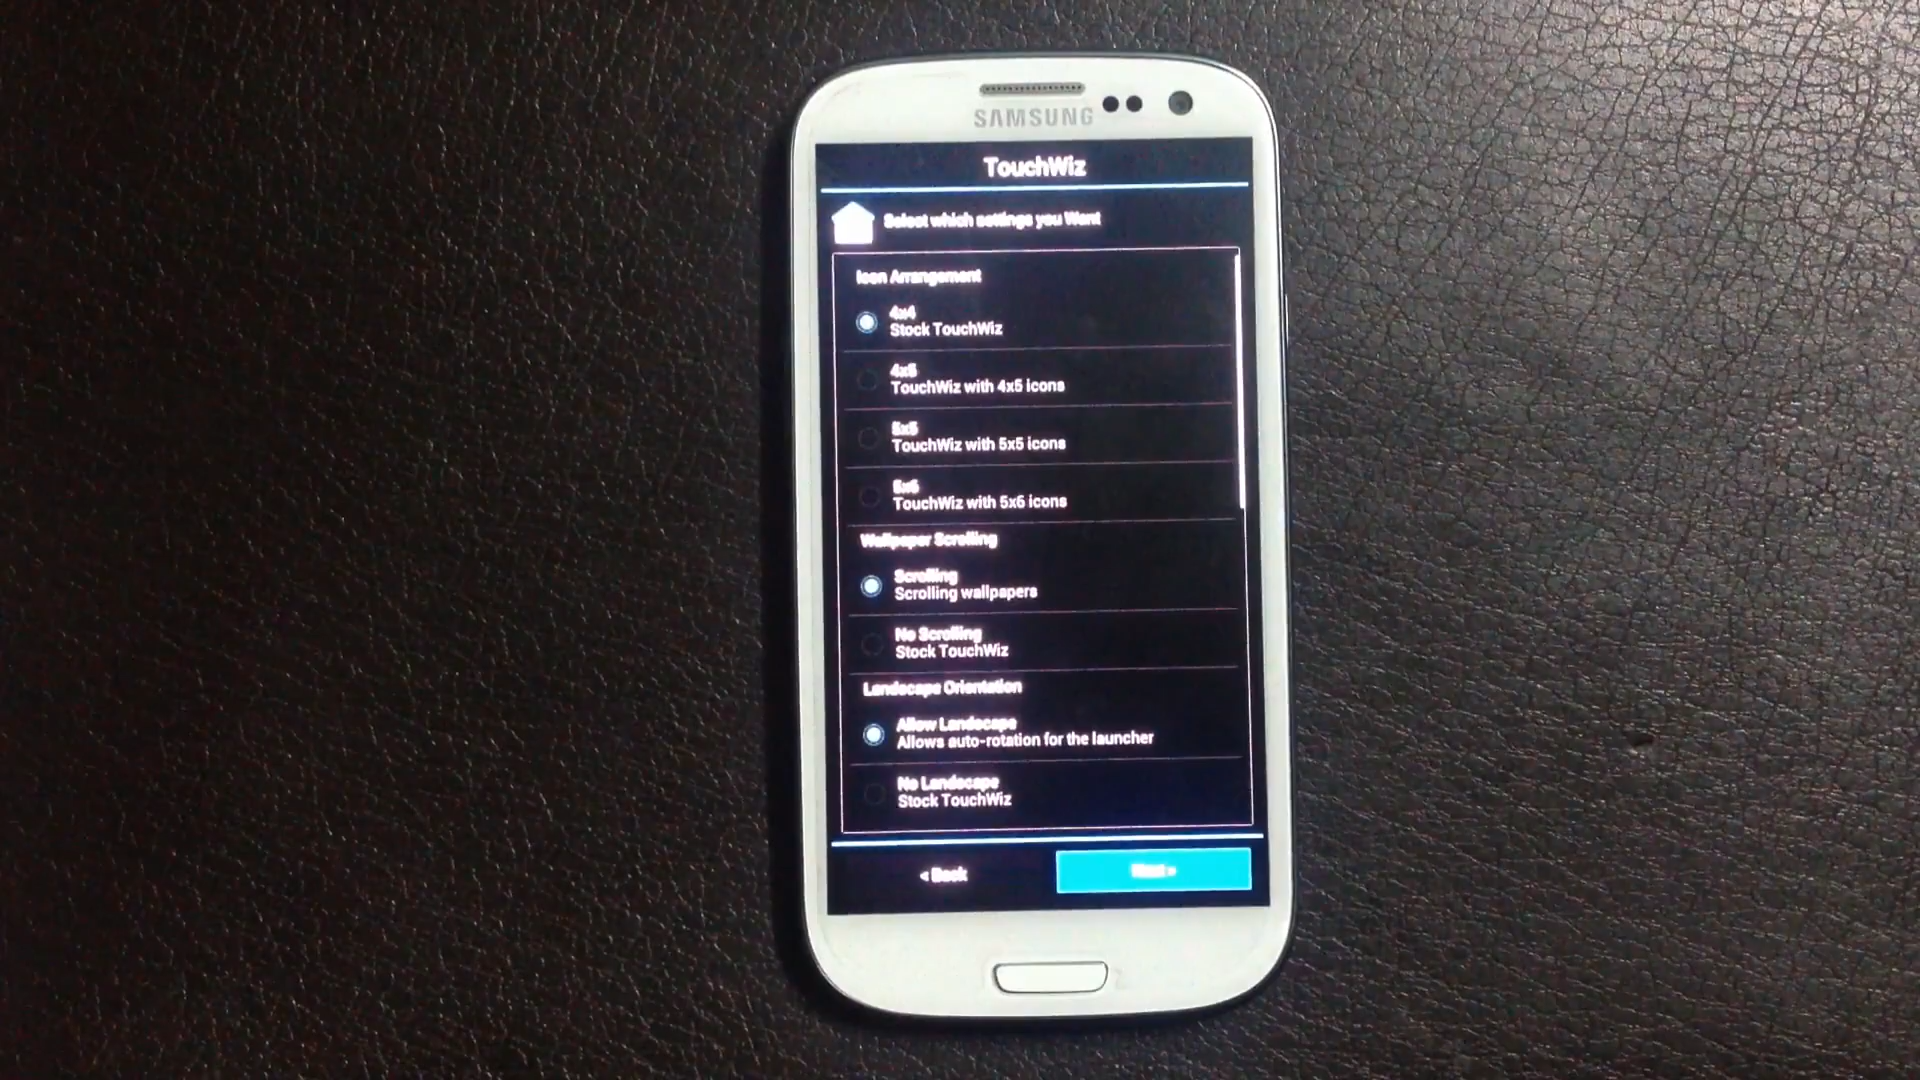 SAMSUNG
TouchWiz
Select which settings you Want
Icon Arrangement
4x4
Stock TouchWiz
4x5
TouchWiz with 4x5 icons
5x5
TouchWiz with 5x5 icons
5x6
TouchWiz with 5x6 icons
Wallpaper Scrolling
Scrolling
Scrolling wallpapers
No Scrolling
Stock TouchWiz
Landscape Orientation
Allow Landscape
Allows auto-rotation for the launcher
No Landscape
Stock TouchWiz
< Back
Next >